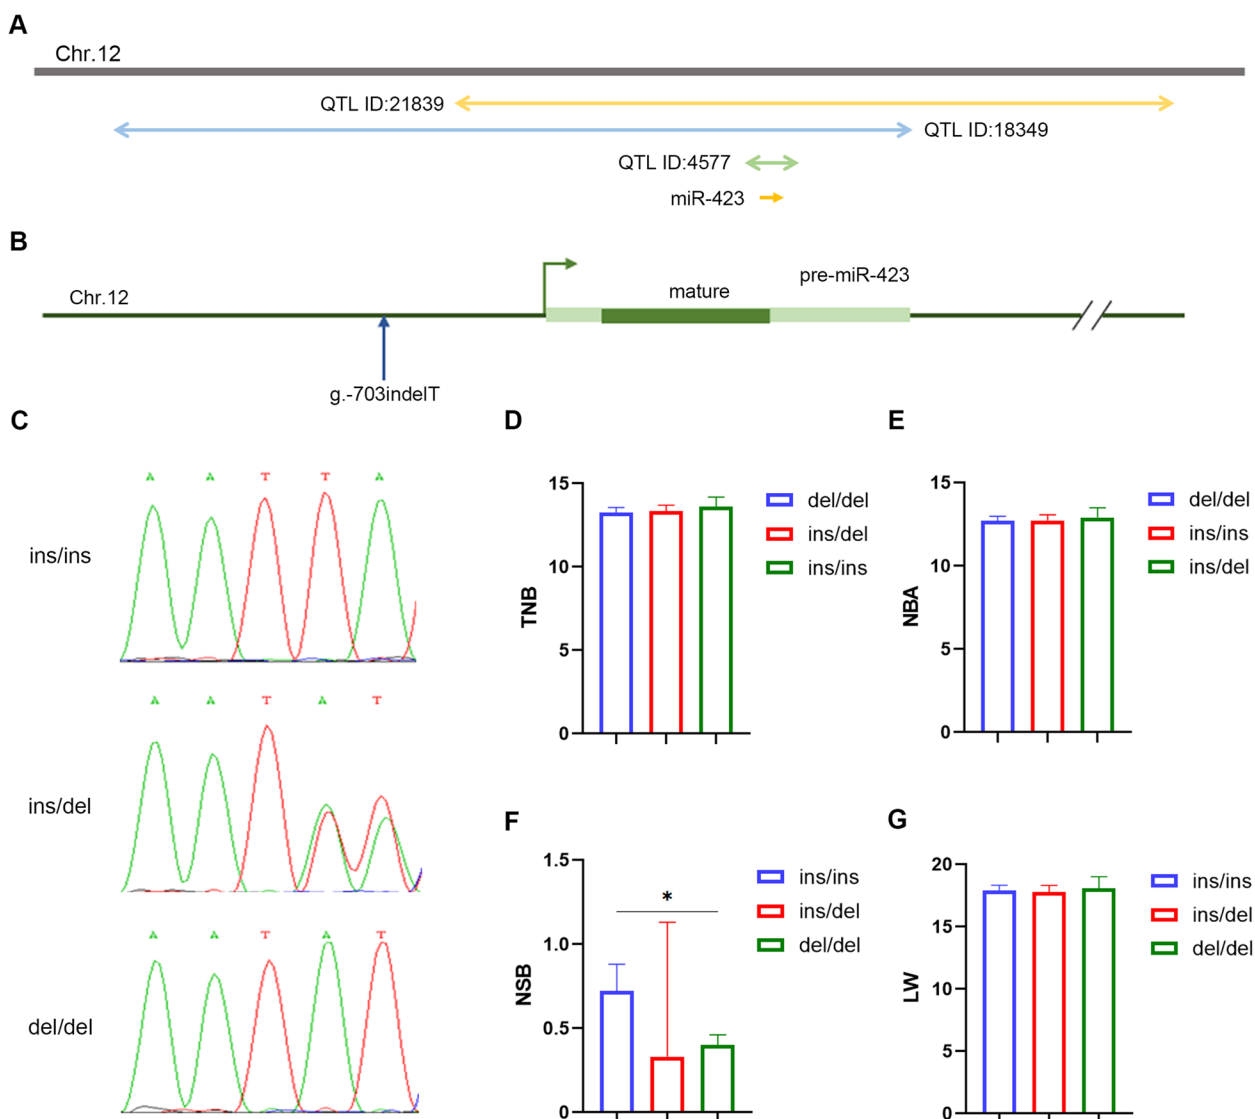 A
Chr.12
QTL ID:21839
QTL ID:18349
QTL ID:4577
miR-423
B
Chr.12
mature
pre-miR-423
g.-703indelT
C
A A T T A
ins/ins
A A T A T
ins/del
A A T A T
del/del
D
15
10
5
0
TNB
del/del
ins/del
ins/ins
E
15
10
5
0
NBA
del/del
ins/ins
ins/del
F
1.5
1.0
0.5
0
NSB
*
ins/ins
ins/del
del/del
G
20
15
10
5
0
LW
ins/ins
ins/del
del/del